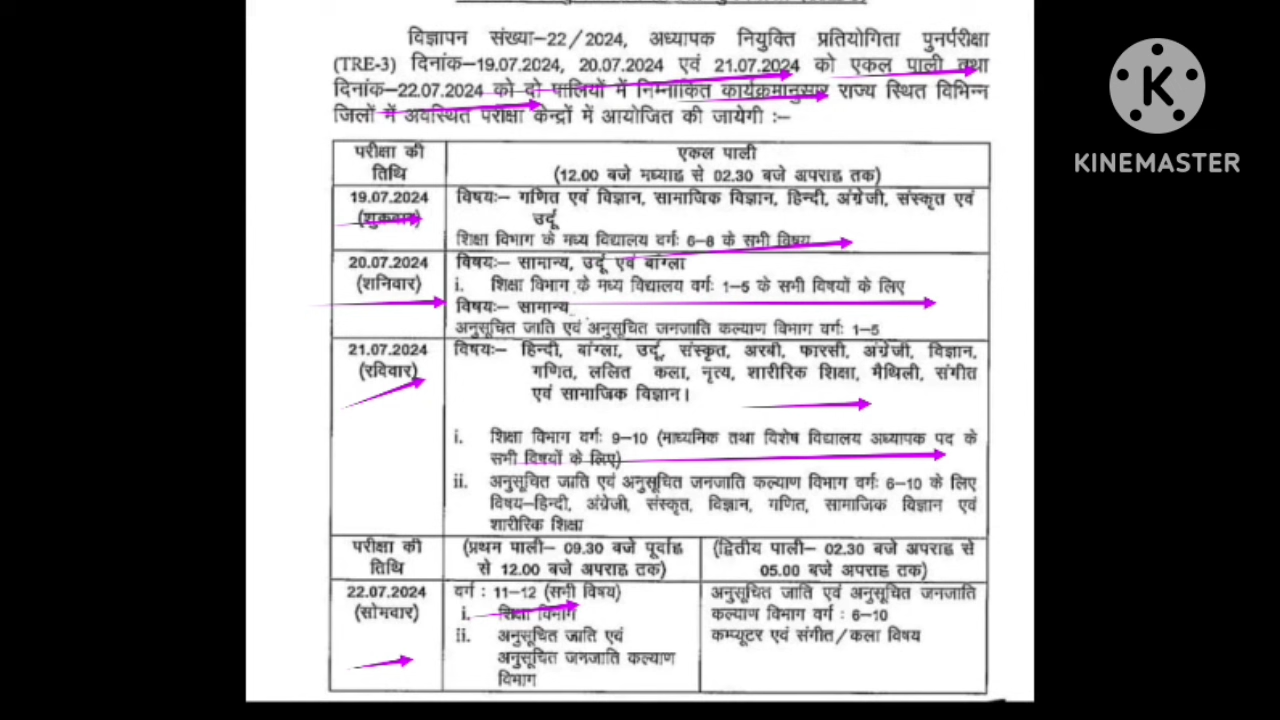 विज्ञापन संख्या–22/2024, अध्यापक नियुक्ति प्रतियोगिता पुनर्परीक्षा
(TRE-3) दिनांक–19.07.2024, 20.07.2024 एवं 21.07.2024 को एकल पाली तथा
दिनांक–22.07.2024 को दो पालियों में निम्नांकित कार्यक्रमानुसार राज्य स्थित विभिन्न
जिलों में अवस्थित परीक्षा केन्द्रों में आयोजित की जायेगी :–
KINEMASTER
परीक्षा की
तिथि
एकल पाली
(12.00 बजे मध्याह्न से 02.30 बजे अपराह्न तक)
19.07.2024
(शुक्रवार)
विषयः– गणित एवं विज्ञान, सामाजिक विज्ञान, हिन्दी, अंग्रेजी, संस्कृत एवं
उर्दू
शिक्षा विभाग के मध्य विद्यालय वर्गः 6–8 के सभी विषय
20.07.2024
(शनिवार)
विषयः– सामान्य, उर्दू एवं बांग्ला
i. शिक्षा विभाग के मध्य विद्यालय वर्गः 1–5 के सभी विषयों के लिए
विषयः– सामान्य
अनुसूचित जाति एवं अनुसूचित जनजाति कल्याण विभाग वर्गः 1–5
21.07.2024
(रविवार)
विषयः– हिन्दी, बांग्ला, उर्दू, संस्कृत, अरबी, फारसी, अंग्रेजी, विज्ञान,
गणित, ललित कला, नृत्य, शारीरिक शिक्षा, मैथिली, संगीत
एवं सामाजिक विज्ञान।
i. शिक्षा विभाग वर्गः 9–10 (माध्यमिक तथा विशेष विद्यालय अध्यापक पद के
सभी विषयों के लिए)
ii. अनुसूचित जाति एवं अनुसूचित जनजाति कल्याण विभाग वर्गः 6–10 के लिए
विषय–हिन्दी, अंग्रेजी, संस्कृत, विज्ञान, गणित, सामाजिक विज्ञान एवं
शारीरिक शिक्षा
परीक्षा की
तिथि
(प्रथम पाली– 09.30 बजे पूर्वाह्न
से 12.00 बजे अपराह्न तक)
(द्वितीय पाली– 02.30 बजे अपराह्न से
05.00 बजे अपराह्न तक)
22.07.2024
(सोमवार)
वर्ग : 11–12 (सभी विषय)
i. शिक्षा विभाग
ii. अनुसूचित जाति एवं
अनुसूचित जनजाति कल्याण
विभाग
अनुसूचित जाति एवं अनुसूचित जनजाति
कल्याण विभाग वर्ग : 6–10
कम्प्यूटर एवं संगीत/कला विषय